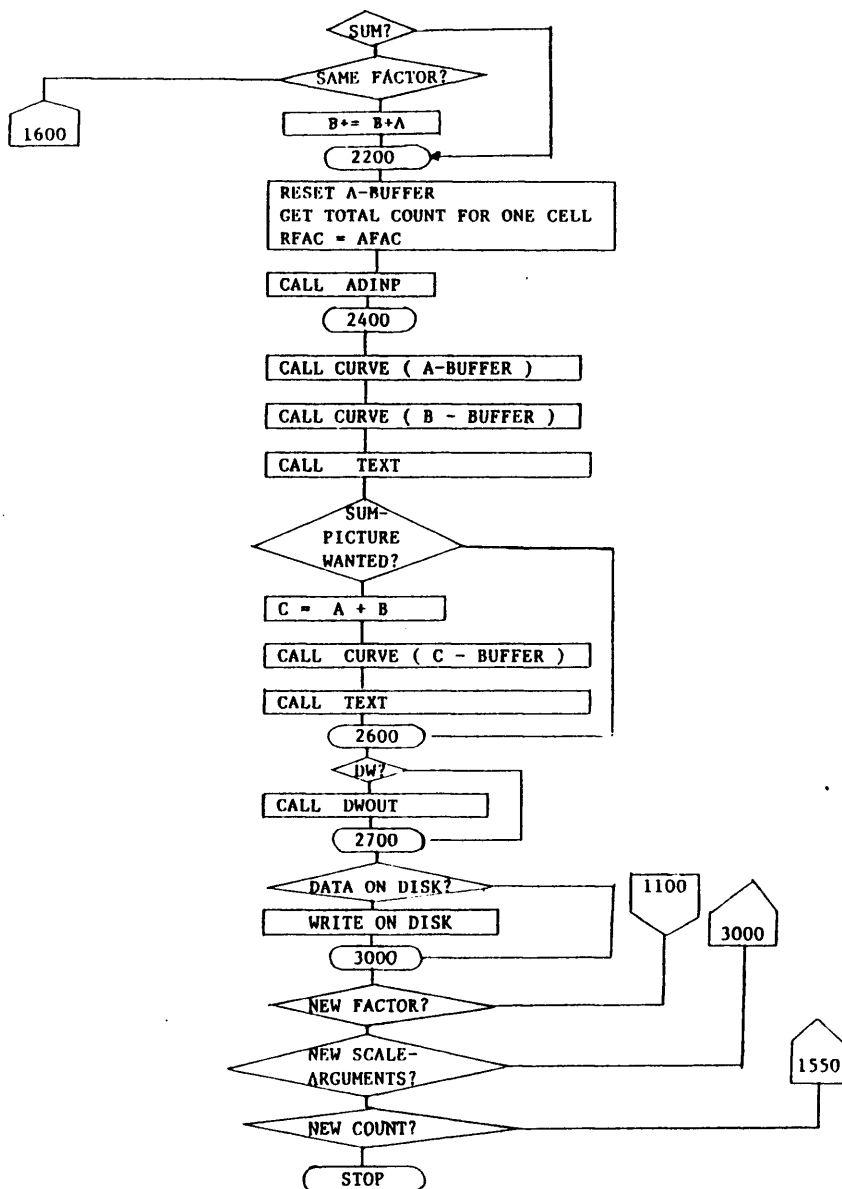 SUM?
SAME FACTOR?
1600
B+= B+A
2200
RESET A-BUFFER
GET TOTAL COUNT FOR ONE CELL
RFAC = AFAC
CALL ADINP
2400
CALL CURVE ( A-BUFFER )
CALL CURVE ( B - BUFFER )
CALL TEXT
SUM-
PICTURE
WANTED?
C = A + B
CALL CURVE ( C - BUFFER )
CALL TEXT
2600
DW?
CALL DWOUT
2700
DATA ON DISK?
1100
WRITE ON DISK
3000
3000
NEW FACTOR?
NEW SCALE-
ARGUMENTS?
1550
NEW COUNT?
STOP